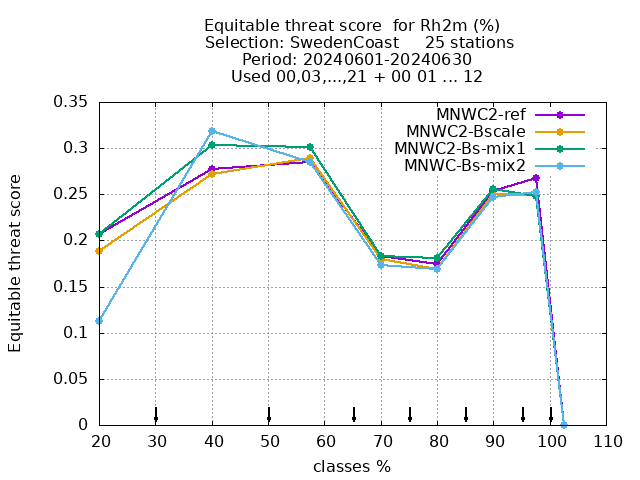 Equitable threat score  for Rh2m (%)
Selection: SwedenCoast     25 stations
Period: 20240601-20240630
Used 00,03,...,21 + 00 01 ... 12
MNWC2-ref
MNWC2-Bscale
MNWC2-Bs-mix1
MNWC-Bs-mix2
Equitable threat score
0.35
0.3
0.25
0.2
0.15
0.1
0.05
0
20 30 40 50 60 70 80 90 100 110
classes %